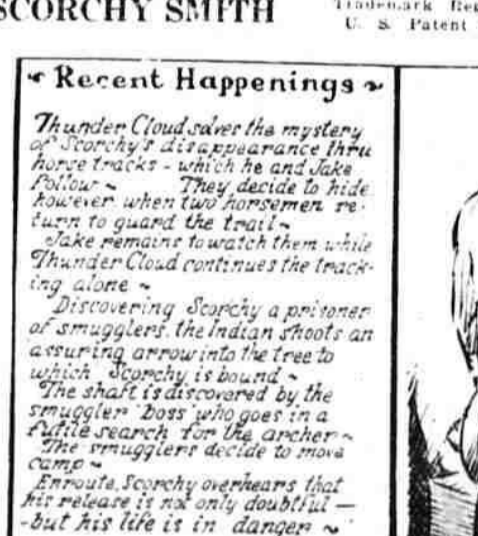 SCORCHY SMITH
Trademark Reg
U. S. Patent
Recent Happenings
Thunder Cloud solves the mystery
of Scorchy's disappearance thru
horse tracks - which he and Jake
follow ~ They decide to hide
however when two horsemen re-
turn to guard the trail ~
Jake remains to watch them while
Thunder Cloud continues the track-
ing alone ~
Discovering Scorchy a prisoner
of smugglers, the Indian shoots an
assuring arrow into the tree to
which Scorchy is bound ~
The shaft is discovered by the
smuggler 'boss' who goes in a
futile search for the archer ~
The smugglers decide to move
camp ~
Enroute, Scorchy overhears that
his release is not only doubtful —
-but his life is in danger ~